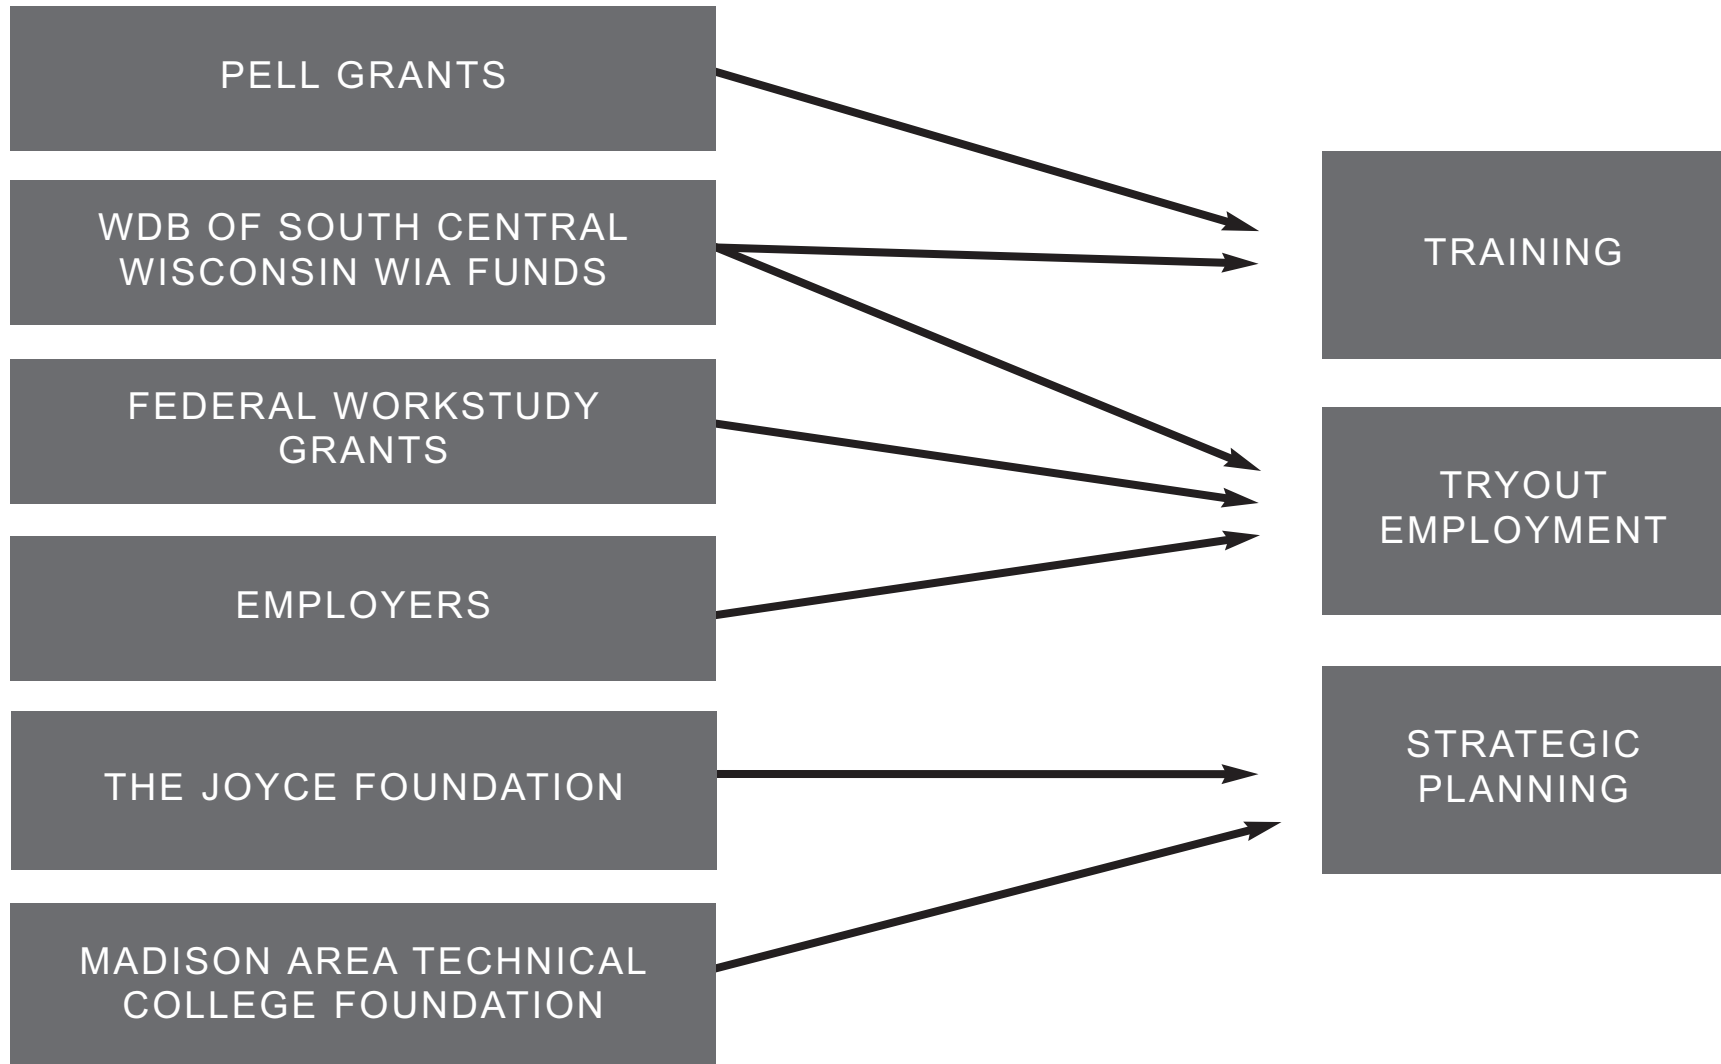 PELL GRANTS
WDB OF SOUTH CENTRAL
WISCONSIN WIA FUNDS
FEDERAL WORKSTUDY
GRANTS
EMPLOYERS
THE JOYCE FOUNDATION
MADISON AREA TECHNICAL
COLLEGE FOUNDATION
TRAINING
TRYOUT
EMPLOYMENT
STRATEGIC
PLANNING